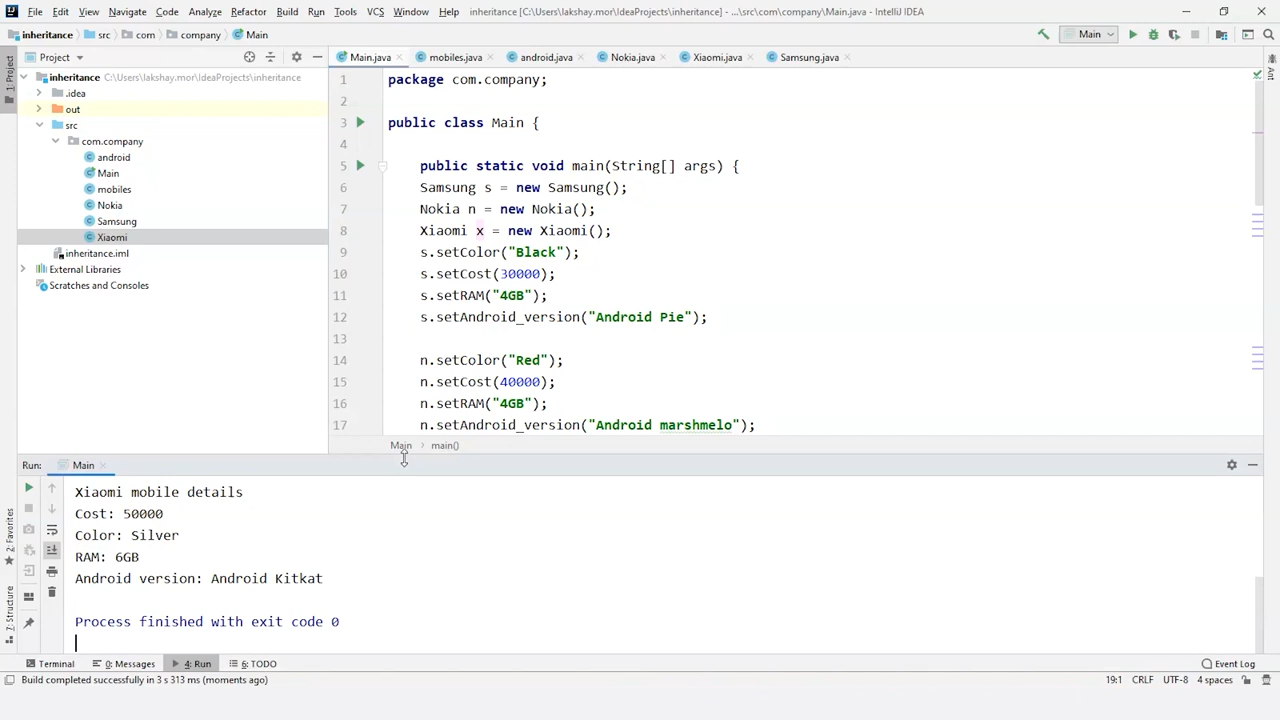 File Edit View Navigate Code Analyze Refactor Build Run Tools VCS Window Help inheritance [C:\Users\lakshay.mor\IdeaProjects\inheritance] - ...\src\com\company\Main.java - IntelliJ IDEA
inheritance src com company Main Main
Project
Main.java mobiles.java android.java Nokia.java Xiaomi.java Samsung.java
1: Project
Ant
inheritance C:\Users\lakshay.mor\IdeaProjects\inheritance
.idea
out
src
com.company
android
Main
mobiles
Nokia
Samsung
Xiaomi
inheritance.iml
External Libraries
Scratches and Consoles
1 package com.company;
2
3 public class Main {
4
5 public static void main(String[] args) {
6 Samsung s = new Samsung();
7 Nokia n = new Nokia();
8 Xiaomi x = new Xiaomi();
9 s.setColor("Black");
10 s.setCost(30000);
11 s.setRAM("4GB");
12 s.setAndroid_version("Android Pie");
13
14 n.setColor("Red");
15 n.setCost(40000);
16 n.setRAM("4GB");
17 n.setAndroid_version("Android marshmelo");
Main main()
Run: Main
Xiaomi mobile details
Cost: 50000
Color: Silver
RAM: 6GB
Android version: Android Kitkat
Process finished with exit code 0
2: Favorites
7: Structure
Terminal 0: Messages 4: Run 6: TODO Event Log
Build completed successfully in 3 s 313 ms (moments ago) 19:1 CRLF UTF-8 4 spaces